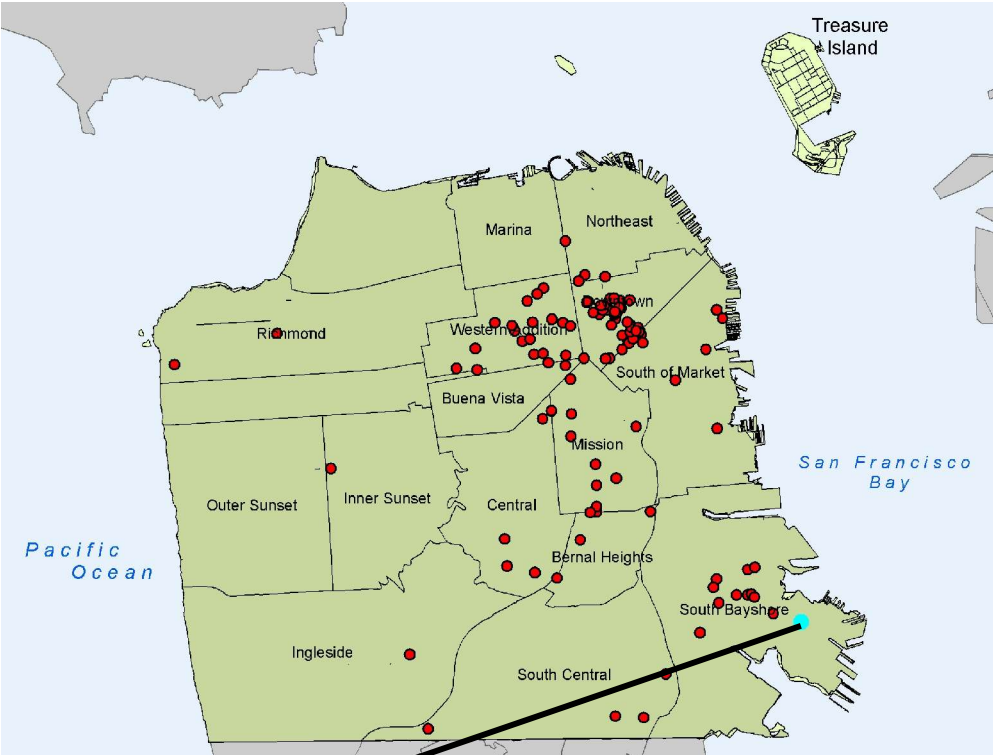 Treasure
Island
Northeast
Marina
Downtown
Richmond
Western Addition
South of Market
Buena Vista
Mission
San Francisco
Bay
Inner Sunset
Outer Sunset
Central
Pacific
Ocean
Bernal Heights
South Bayshore
Ingleside
South Central